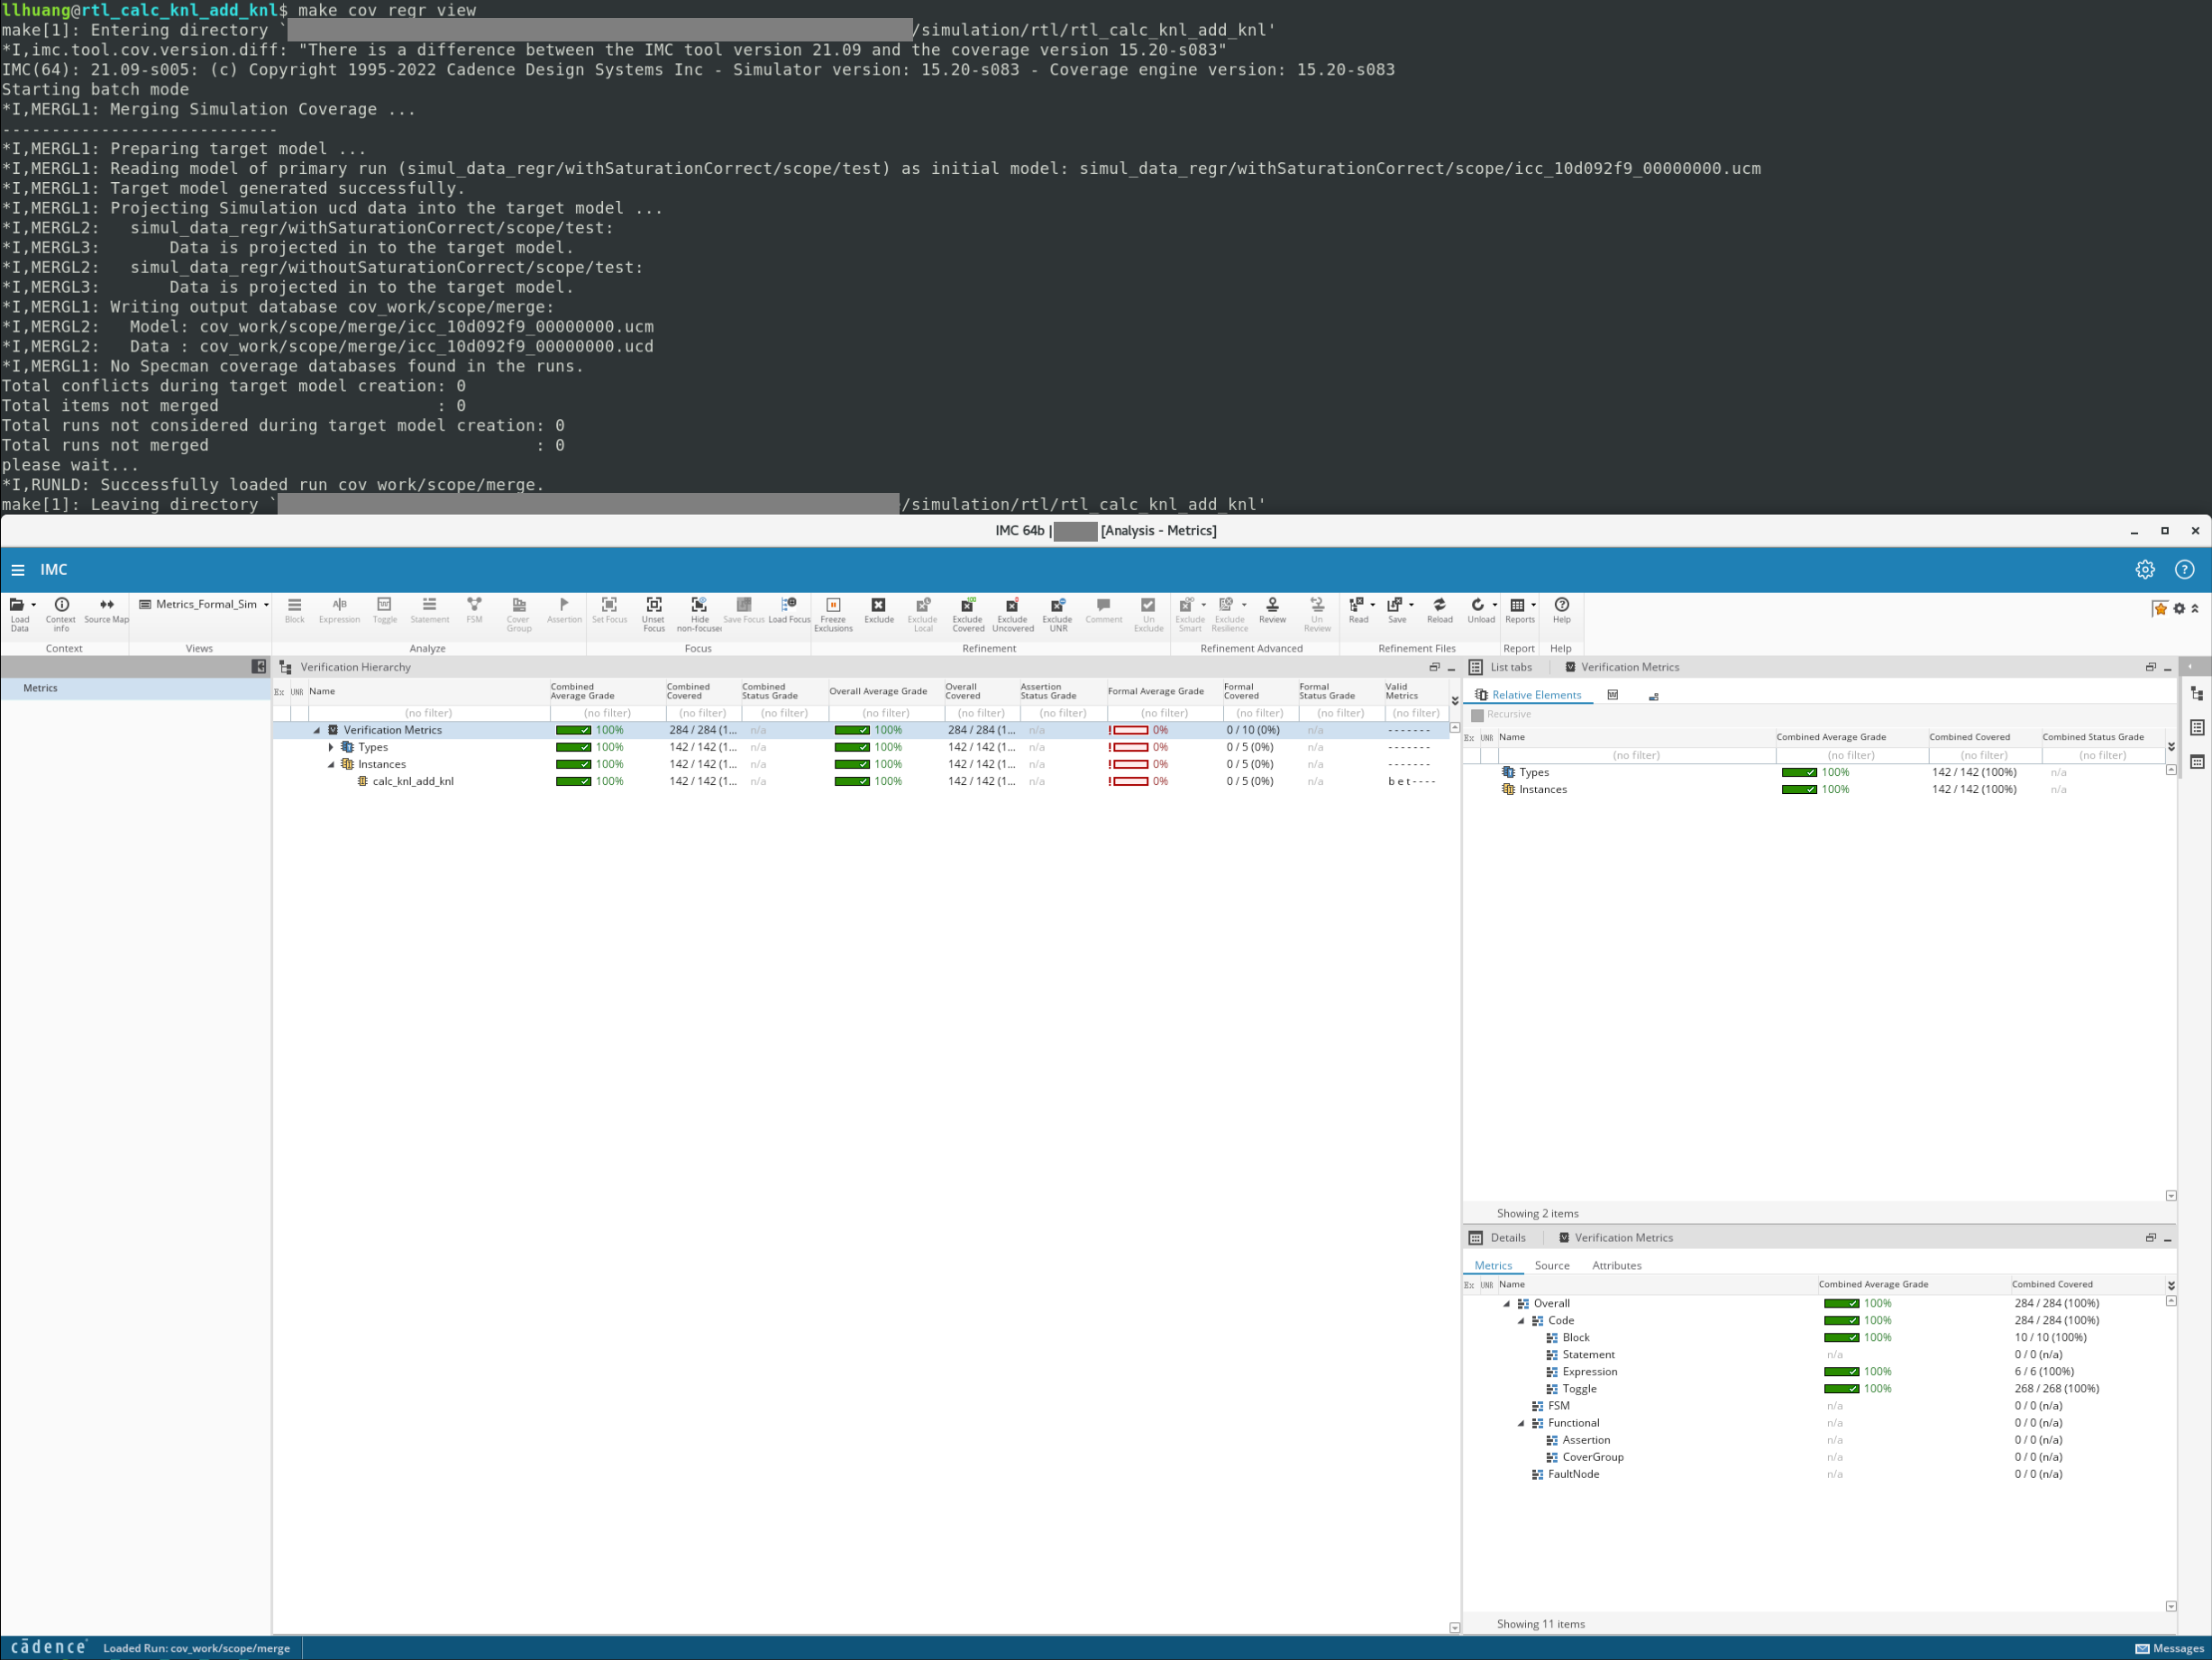 llhuang@rtl_calc_knl_add_knl$ make cov regr view
make[1]: Entering directory ` /simulation/rtl/rtl_calc_knl_add_knl'
*I,imc.tool.cov.version.diff: "There is a difference between the IMC tool version 21.09 and the coverage version 15.20-s083"
IMC(64): 21.09-s005: (c) Copyright 1995-2022 Cadence Design Systems Inc - Simulator version: 15.20-s083 - Coverage engine version: 15.20-s083
Starting batch mode
*I,MERGL1: Merging Simulation Coverage ...
----------------------------
*I,MERGL1: Preparing target model ...
*I,MERGL1: Reading model of primary run (simul_data_regr/withSaturationCorrect/scope/test) as initial model: simul_data_regr/withSaturationCorrect/scope/icc_10d092f9_00000000.ucm
*I,MERGL1: Target model generated successfully.
*I,MERGL1: Projecting Simulation ucd data into the target model ...
*I,MERGL2:   simul_data_regr/withSaturationCorrect/scope/test:
*I,MERGL3:       Data is projected in to the target model.
*I,MERGL2:   simul_data_regr/withoutSaturationCorrect/scope/test:
*I,MERGL3:       Data is projected in to the target model.
*I,MERGL1: Writing output database cov_work/scope/merge:
*I,MERGL2:   Model: cov_work/scope/merge/icc_10d092f9_00000000.ucm
*I,MERGL2:   Data : cov_work/scope/merge/icc_10d092f9_00000000.ucd
*I,MERGL1: No Specman coverage databases found in the runs.
Total conflicts during target model creation: 0
Total items not merged                      : 0
Total runs not considered during target model creation: 0
Total runs not merged                                 : 0
please wait...
*I,RUNLD: Successfully loaded run cov work/scope/merge.
make[1]: Leaving directory ` /simulation/rtl/rtl_calc_knl_add_knl'
IMC 64b | [Analysis - Metrics]
IMC
Load Data Context info Source Map Metrics_Formal_Sim Block Expression Toggle Statement FSM Cover Group Assertion Set Focus Unset Focus Hide non-focused Save Focus Load Focus Freeze Exclusions Exclude Exclude Local Exclude Covered Exclude Uncovered Exclude UNR Comment Un Exclude Exclude Smart Exclude Resilience Review Un Review Read Save Reload Unload Reports Help
Context Views Analyze Focus Refinement Refinement Advanced Refinement Files Report Help
Metrics
Verification Hierarchy
Ex UNR Name Combined Average Grade Combined Covered Combined Status Grade Overall Average Grade Overall Covered Assertion Status Grade Formal Average Grade Formal Covered Formal Status Grade Valid Metrics
(no filter) (no filter) (no filter) (no filter) (no filter) (no filter) (no filter) (no filter) (no filter) (no filter) (no filter)
Verification Metrics 100% 284 / 284 (1... n/a 100% 284 / 284 (1... n/a ! 0% 0 / 10 (0%) n/a -------
Types 100% 142 / 142 (1... n/a 100% 142 / 142 (1... n/a ! 0% 0 / 5 (0%) n/a -------
Instances 100% 142 / 142 (1... n/a 100% 142 / 142 (1... n/a ! 0% 0 / 5 (0%) n/a -------
calc_knl_add_knl 100% 142 / 142 (1... n/a 100% 142 / 142 (1... n/a ! 0% 0 / 5 (0%) n/a b e t - - - -
List tabs Verification Metrics
Relative Elements
Recursive
Ex UNR Name Combined Average Grade Combined Covered Combined Status Grade
(no filter) (no filter) (no filter) (no filter)
Types 100% 142 / 142 (100%) n/a
Instances 100% 142 / 142 (100%) n/a
Showing 2 items
Details Verification Metrics
Metrics Source Attributes
Ex UNR Name Combined Average Grade Combined Covered
Overall 100% 284 / 284 (100%)
Code 100% 284 / 284 (100%)
Block 100% 10 / 10 (100%)
Statement n/a 0 / 0 (n/a)
Expression 100% 6 / 6 (100%)
Toggle 100% 268 / 268 (100%)
FSM n/a 0 / 0 (n/a)
Functional n/a 0 / 0 (n/a)
Assertion n/a 0 / 0 (n/a)
CoverGroup n/a 0 / 0 (n/a)
FaultNode n/a 0 / 0 (n/a)
Showing 11 items
cādence Loaded Run: cov_work/scope/merge Messages